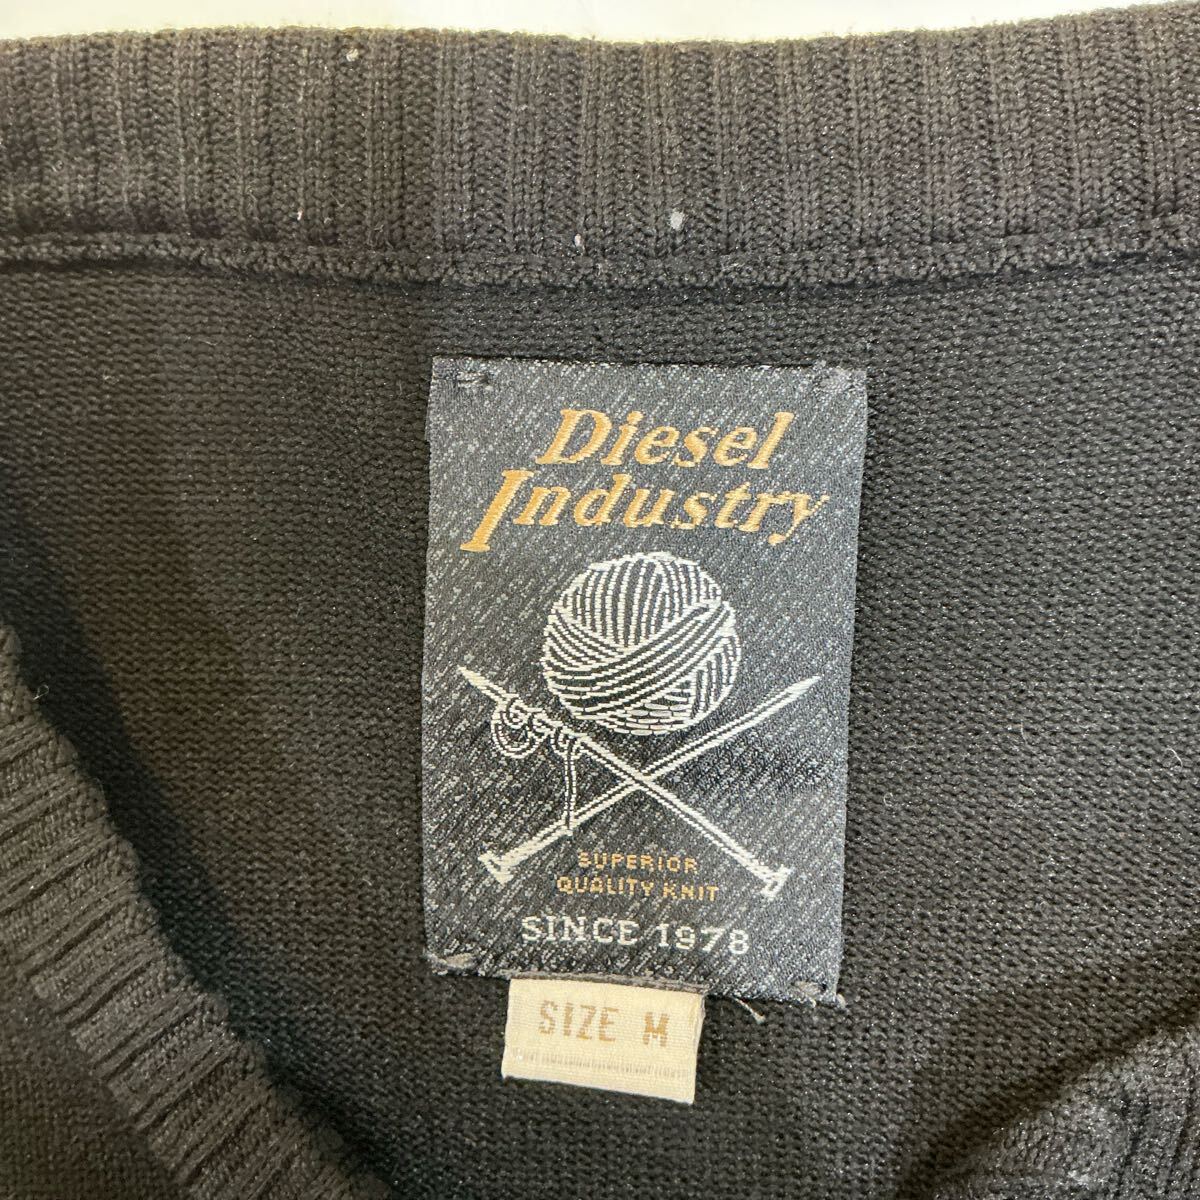 Diesel
Industry
SUPERIOR
QUALITY KNIT
SINCE 1978
SIZE M